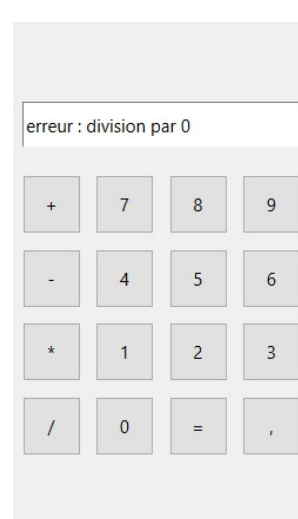 erreur : division par 0
+ 7 8 9
- 4 5 6
* 1 2 3
/ 0 = ,